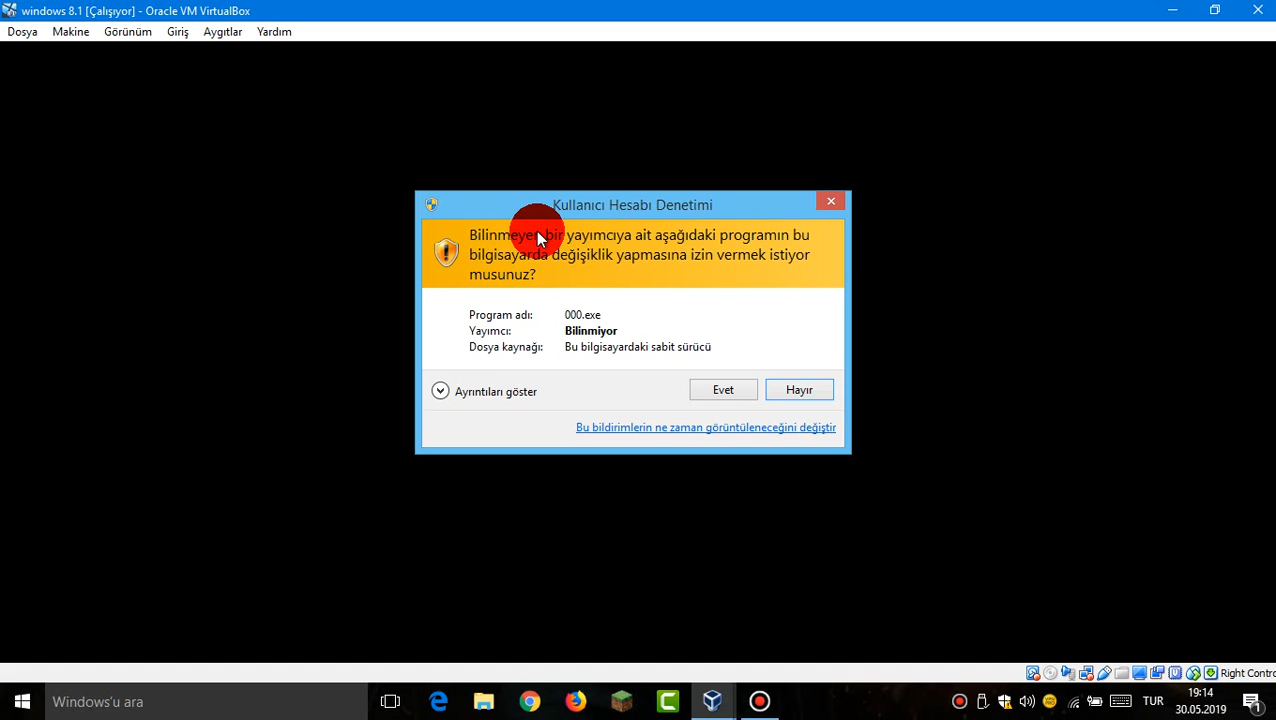 windows 8.1 [Çalışıyor] - Oracle VM VirtualBox
Dosya Makine Görünüm Giriş Aygıtlar Yardım
Kullanıcı Hesabı Denetimi
Bilinmeyen bir yayımcıya ait aşağıdaki programın bu
bilgisayarda değişiklik yapmasına izin vermek istiyor
musunuz?
Program adı: 000.exe
Yayımcı: Bilinmiyor
Dosya kaynağı: Bu bilgisayardaki sabit sürücü
Ayrıntıları göster Evet Hayır
Bu bildirimlerin ne zaman görüntüleneceğini değiştir
Right Contro
Windows'u ara
TUR
19:14
30.05.2019
1